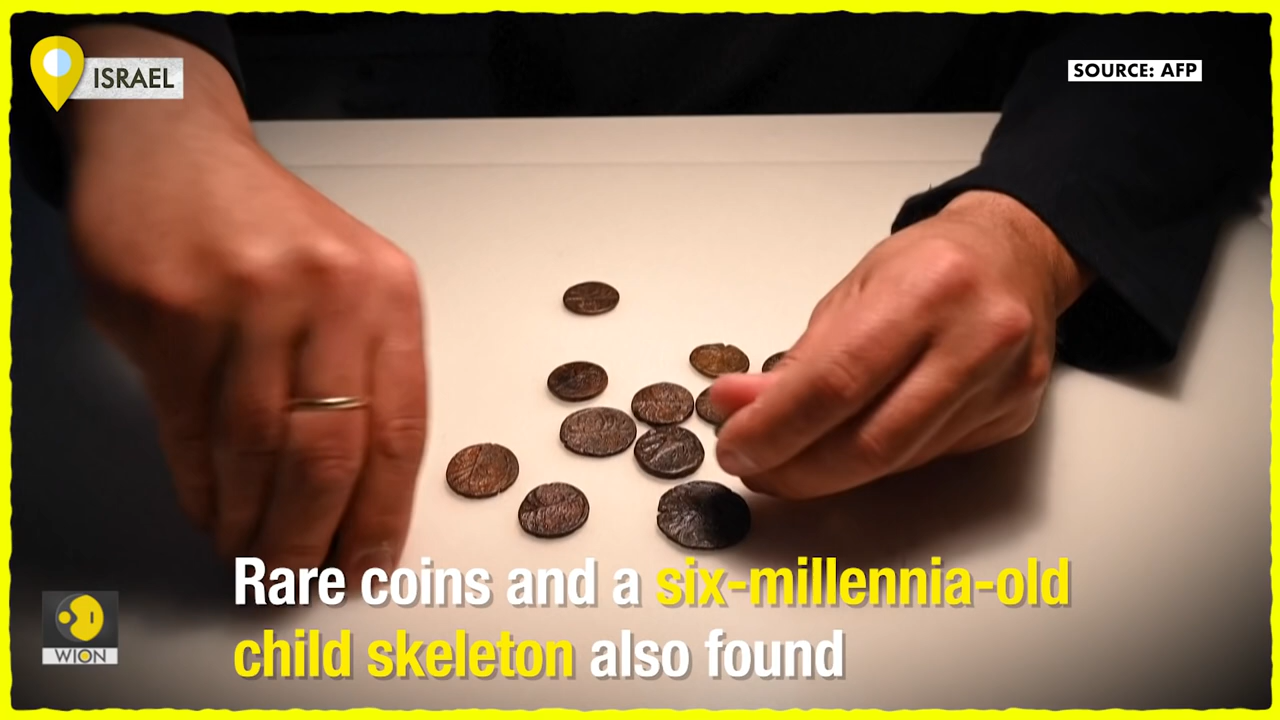 ISRAEL
SOURCE: AFP
Rare coins and a six-millennia-old
child skeleton also found
WION